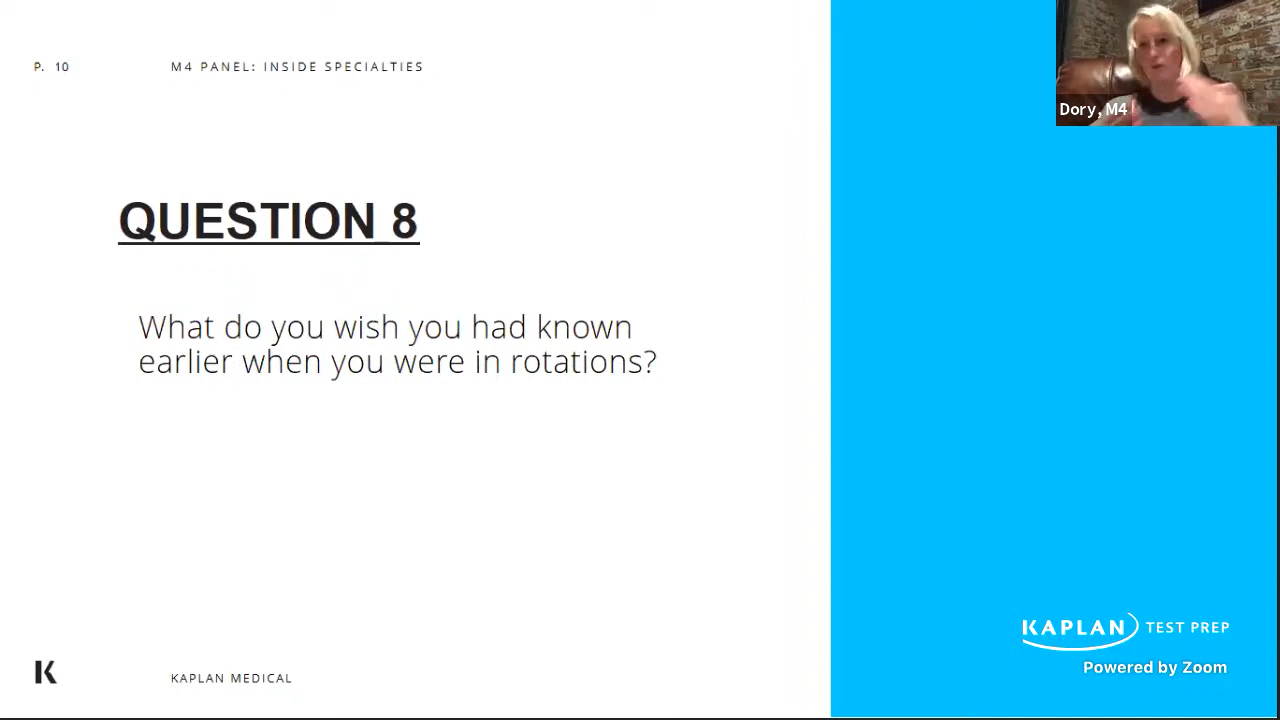 P. 10
M4 PANEL: INSIDE SPECIALTIES
Dory, M4
QUESTION 8
What do you wish you had known
earlier when you were in rotations?
KAPLAN TEST PREP
Powered by Zoom
K
KAPLAN MEDICAL